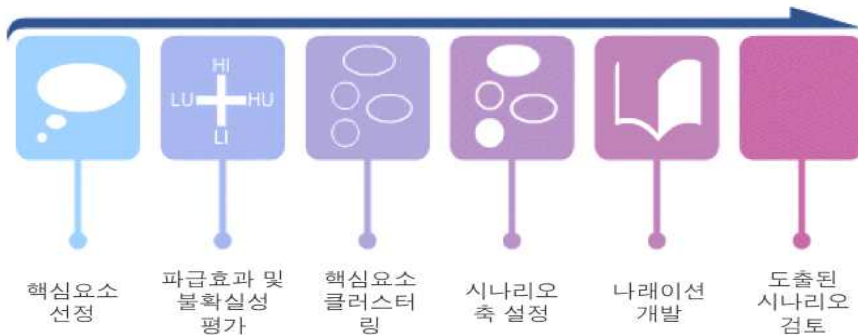 HI
LU HU
LI
핵심요소
선정
파급효과 및
불확실성
평가
핵심요소
클러스터
링
시나리오
축 설정
나래이션
개발
도출된
시나리오
검토